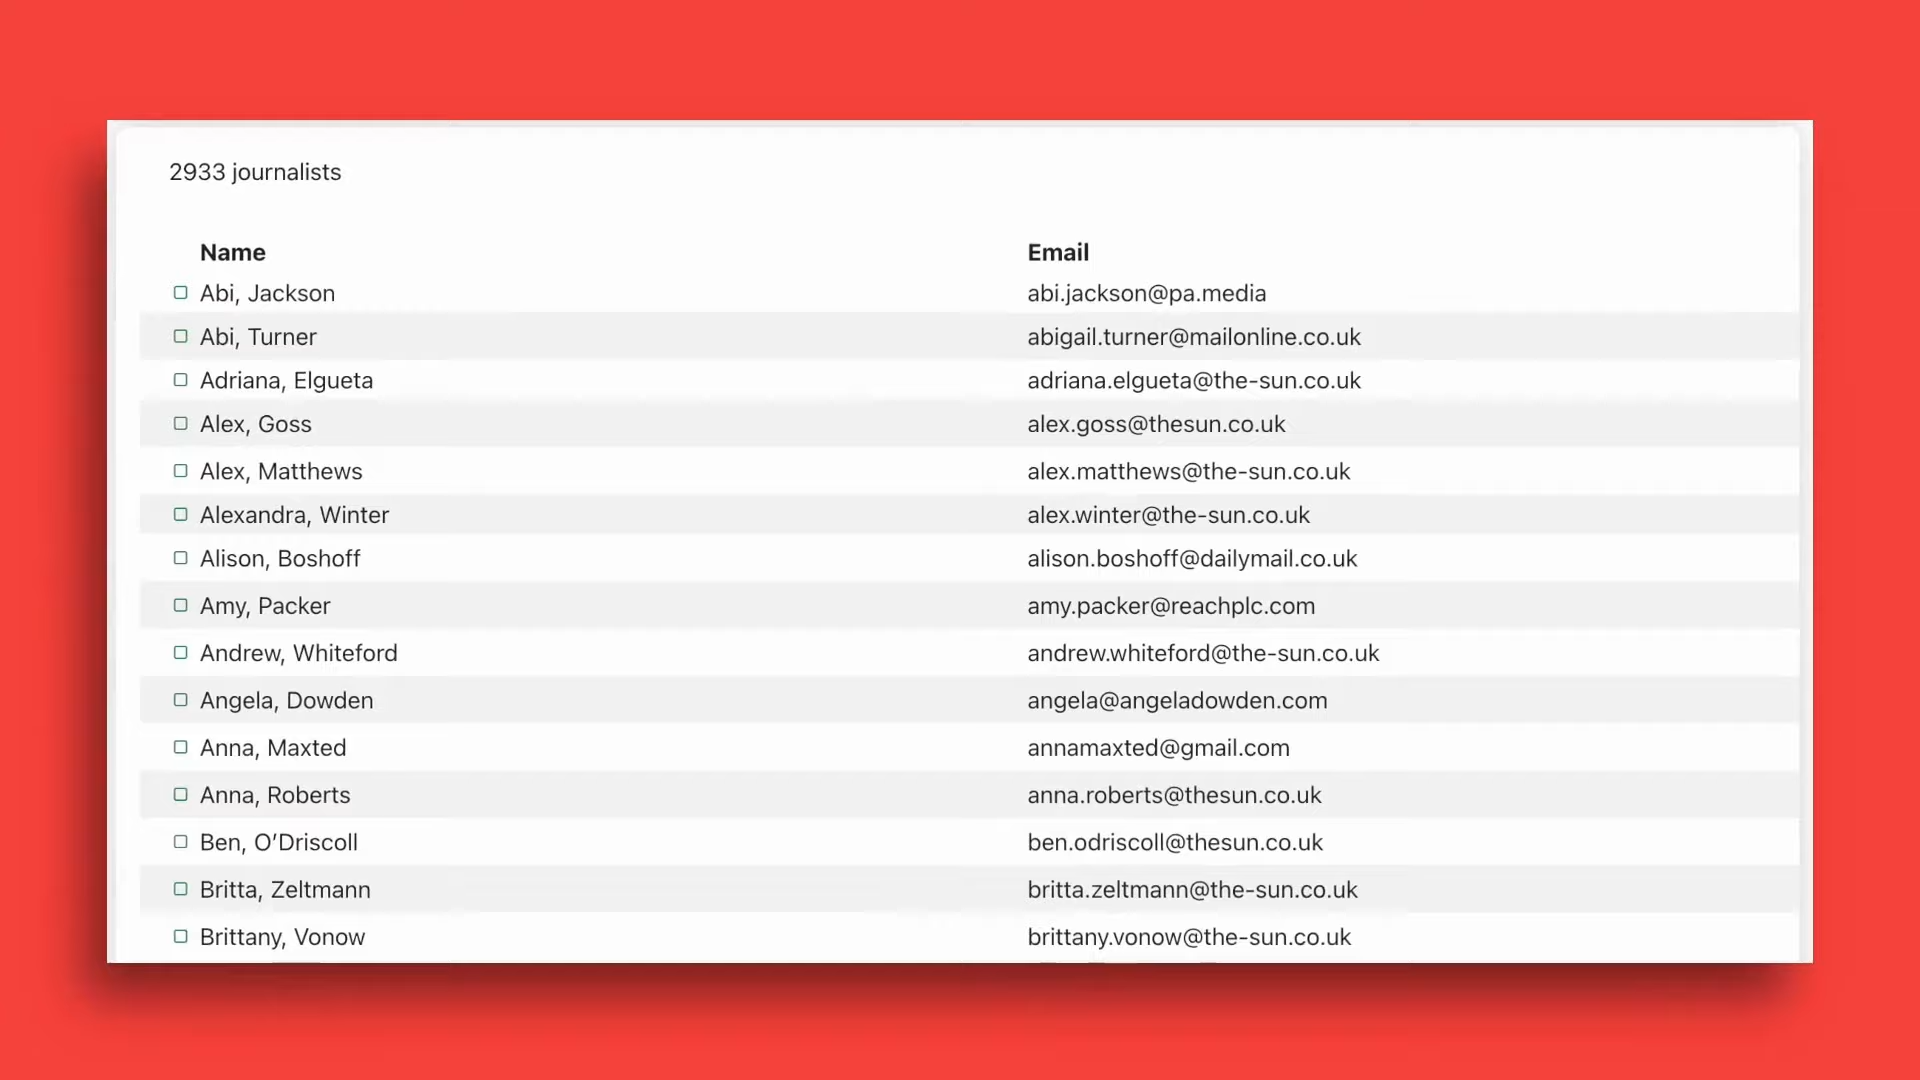 2933 journalists
Name Email
Abi, Jackson abi.jackson@pa.media
Abi, Turner abigail.turner@mailonline.co.uk
Adriana, Elgueta adriana.elgueta@the-sun.co.uk
Alex, Goss alex.goss@thesun.co.uk
Alex, Matthews alex.matthews@the-sun.co.uk
Alexandra, Winter alex.winter@the-sun.co.uk
Alison, Boshoff alison.boshoff@dailymail.co.uk
Amy, Packer amy.packer@reachplc.com
Andrew, Whiteford andrew.whiteford@the-sun.co.uk
Angela, Dowden angela@angeladowden.com
Anna, Maxted annamaxted@gmail.com
Anna, Roberts anna.roberts@thesun.co.uk
Ben, O’Driscoll ben.odriscoll@thesun.co.uk
Britta, Zeltmann britta.zeltmann@the-sun.co.uk
Brittany, Vonow brittany.vonow@the-sun.co.uk